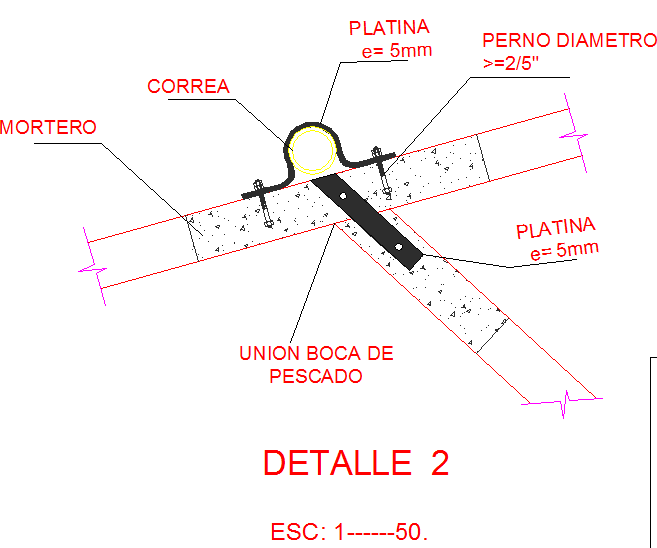 PLATINA
e= 5mm
PERNO DIAMETRO
>=2/5"
CORREA
MORTERO
PLATINA
e= 5mm
UNION BOCA DE
PESCADO
DETALLE 2
ESC: 1------50.